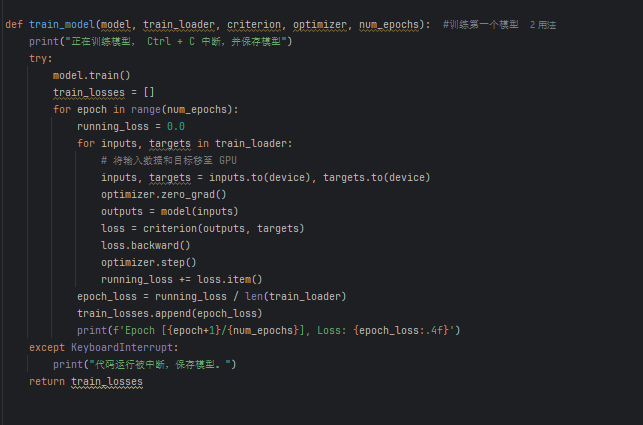 def train_model(model, train_loader, criterion, optimizer, num_epochs):  #训练第一个模型  2 用法
    print("正在训练模型， Ctrl + C 中断，并保存模型")
    try:
        model.train()
        train_losses = []
        for epoch in range(num_epochs):
            running_loss = 0.0
            for inputs, targets in train_loader:
                # 将输入数据和目标移至 GPU
                inputs, targets = inputs.to(device), targets.to(device)
                optimizer.zero_grad()
                outputs = model(inputs)
                loss = criterion(outputs, targets)
                loss.backward()
                optimizer.step()
                running_loss += loss.item()
            epoch_loss = running_loss / len(train_loader)
            train_losses.append(epoch_loss)
            print(f'Epoch [{epoch+1}/{num_epochs}], Loss: {epoch_loss:.4f}')
    except KeyboardInterrupt:
        print("代码运行被中断，保存模型。")
    return train_losses